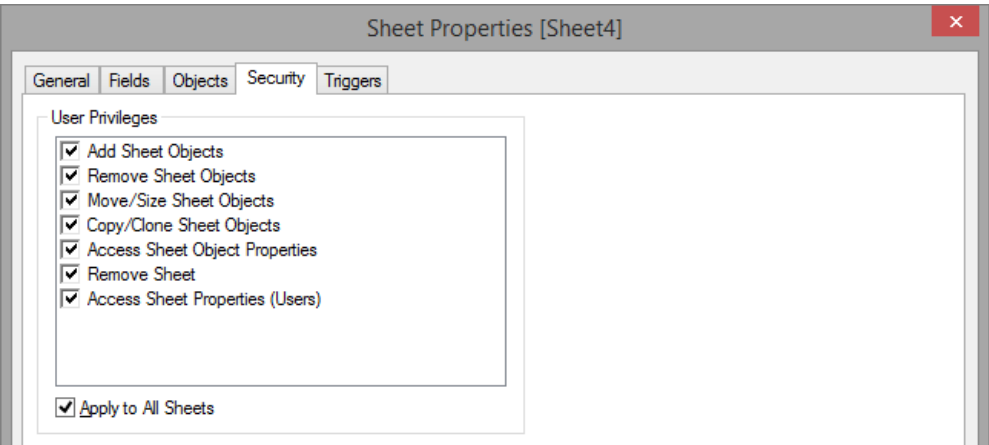 Sheet Properties [Sheet4]
General Fields Objects Security Triggers
User Privileges
Add Sheet Objects
Remove Sheet Objects
Move/Size Sheet Objects
Copy/Clone Sheet Objects
Access Sheet Object Properties
Remove Sheet
Access Sheet Properties (Users)
Apply to All Sheets